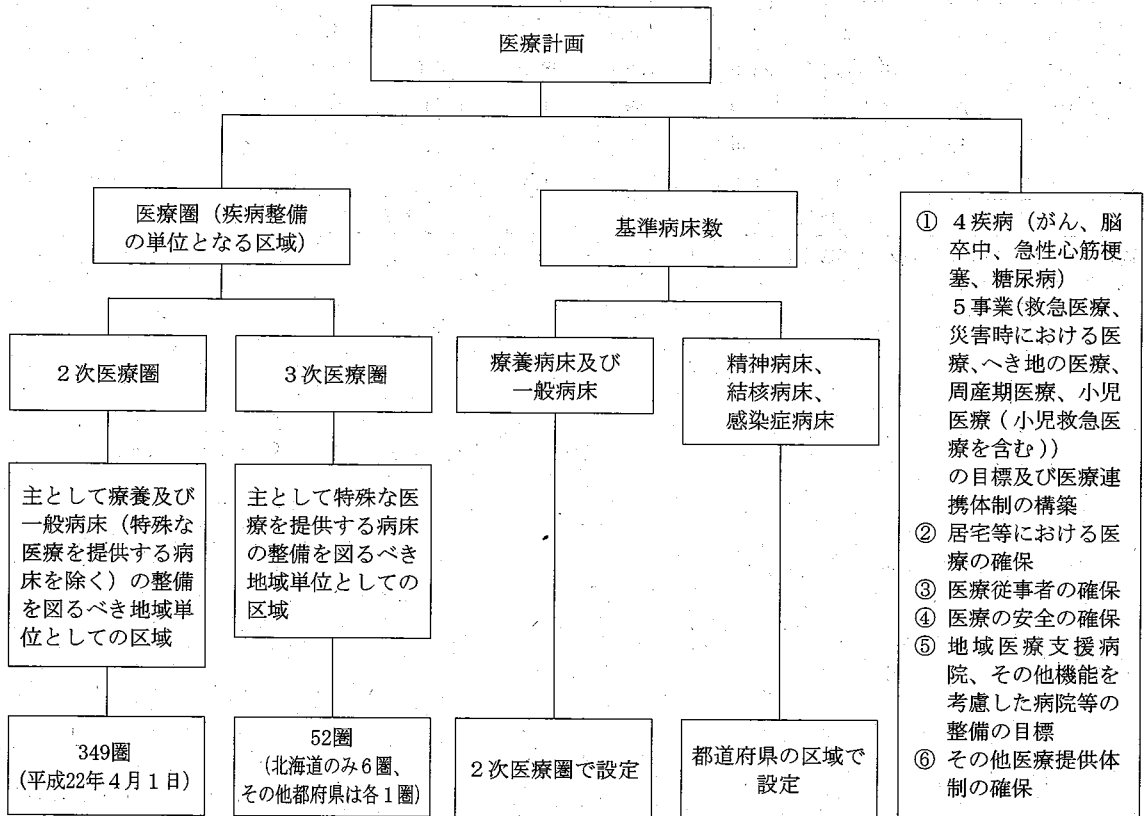 医療計画
医療圏(疾病整備
の単位となる区域)
基準病床数
2次医療圏
3次医療圏
療養病床及び
一般病床
精神病床、
結核病床、
感染症病床
主として療養及び
一般病床(特殊な
医療を提供する病
床を除く)の整備
を図るべき地域単
位としての区域
主として特殊な医
療を提供する病床
の整備を図るべき
地域単位としての
区域
349圏
(平成22年4月1日)
52圏
(北海道のみ6圏、
その他都府県は各1圏)
2次医療圏で設定
都道府県の区域で
設定
① 4疾病(がん、脳
卒中、急性心筋梗
塞、糖尿病)
5事業(救急医療、
災害時における医
療、へき地の医療、
周産期医療、小児
医療(小児救急医
療を含む))
の目標及び医療連
携体制の構築
② 居宅等における医
療の確保
③ 医療従事者の確保
④ 医療の安全の確保
⑤ 地域医療支援病
院、その他機能を
考慮した病院等の
整備の目標
⑥ その他医療提供体
制の確保